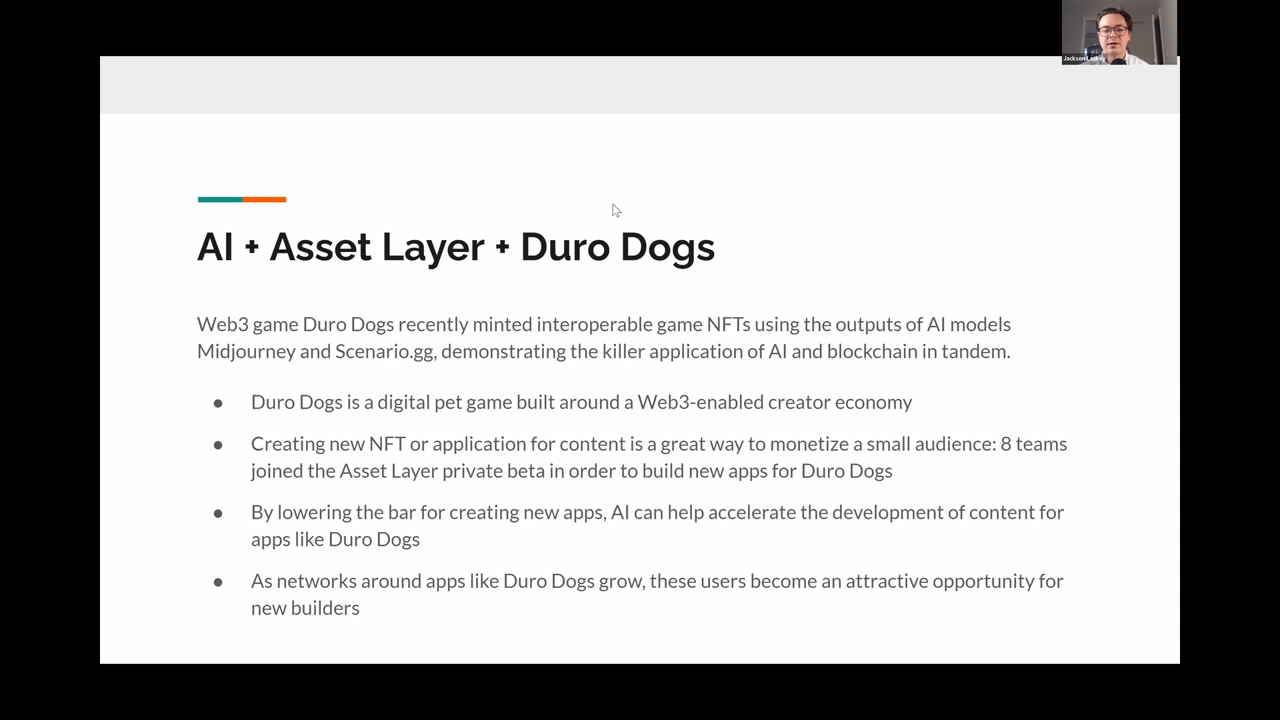 Jackson
AI + Asset Layer + Duro Dogs
Web3 game Duro Dogs recently minted interoperable game NFTs using the outputs of AI models
Midjourney and Scenario.gg, demonstrating the killer application of AI and blockchain in tandem.
● Duro Dogs is a digital pet game built around a Web3-enabled creator economy
● Creating new NFT or application for content is a great way to monetize a small audience: 8 teams
joined the Asset Layer private beta in order to build new apps for Duro Dogs
● By lowering the bar for creating new apps, AI can help accelerate the development of content for
apps like Duro Dogs
● As networks around apps like Duro Dogs grow, these users become an attractive opportunity for
new builders